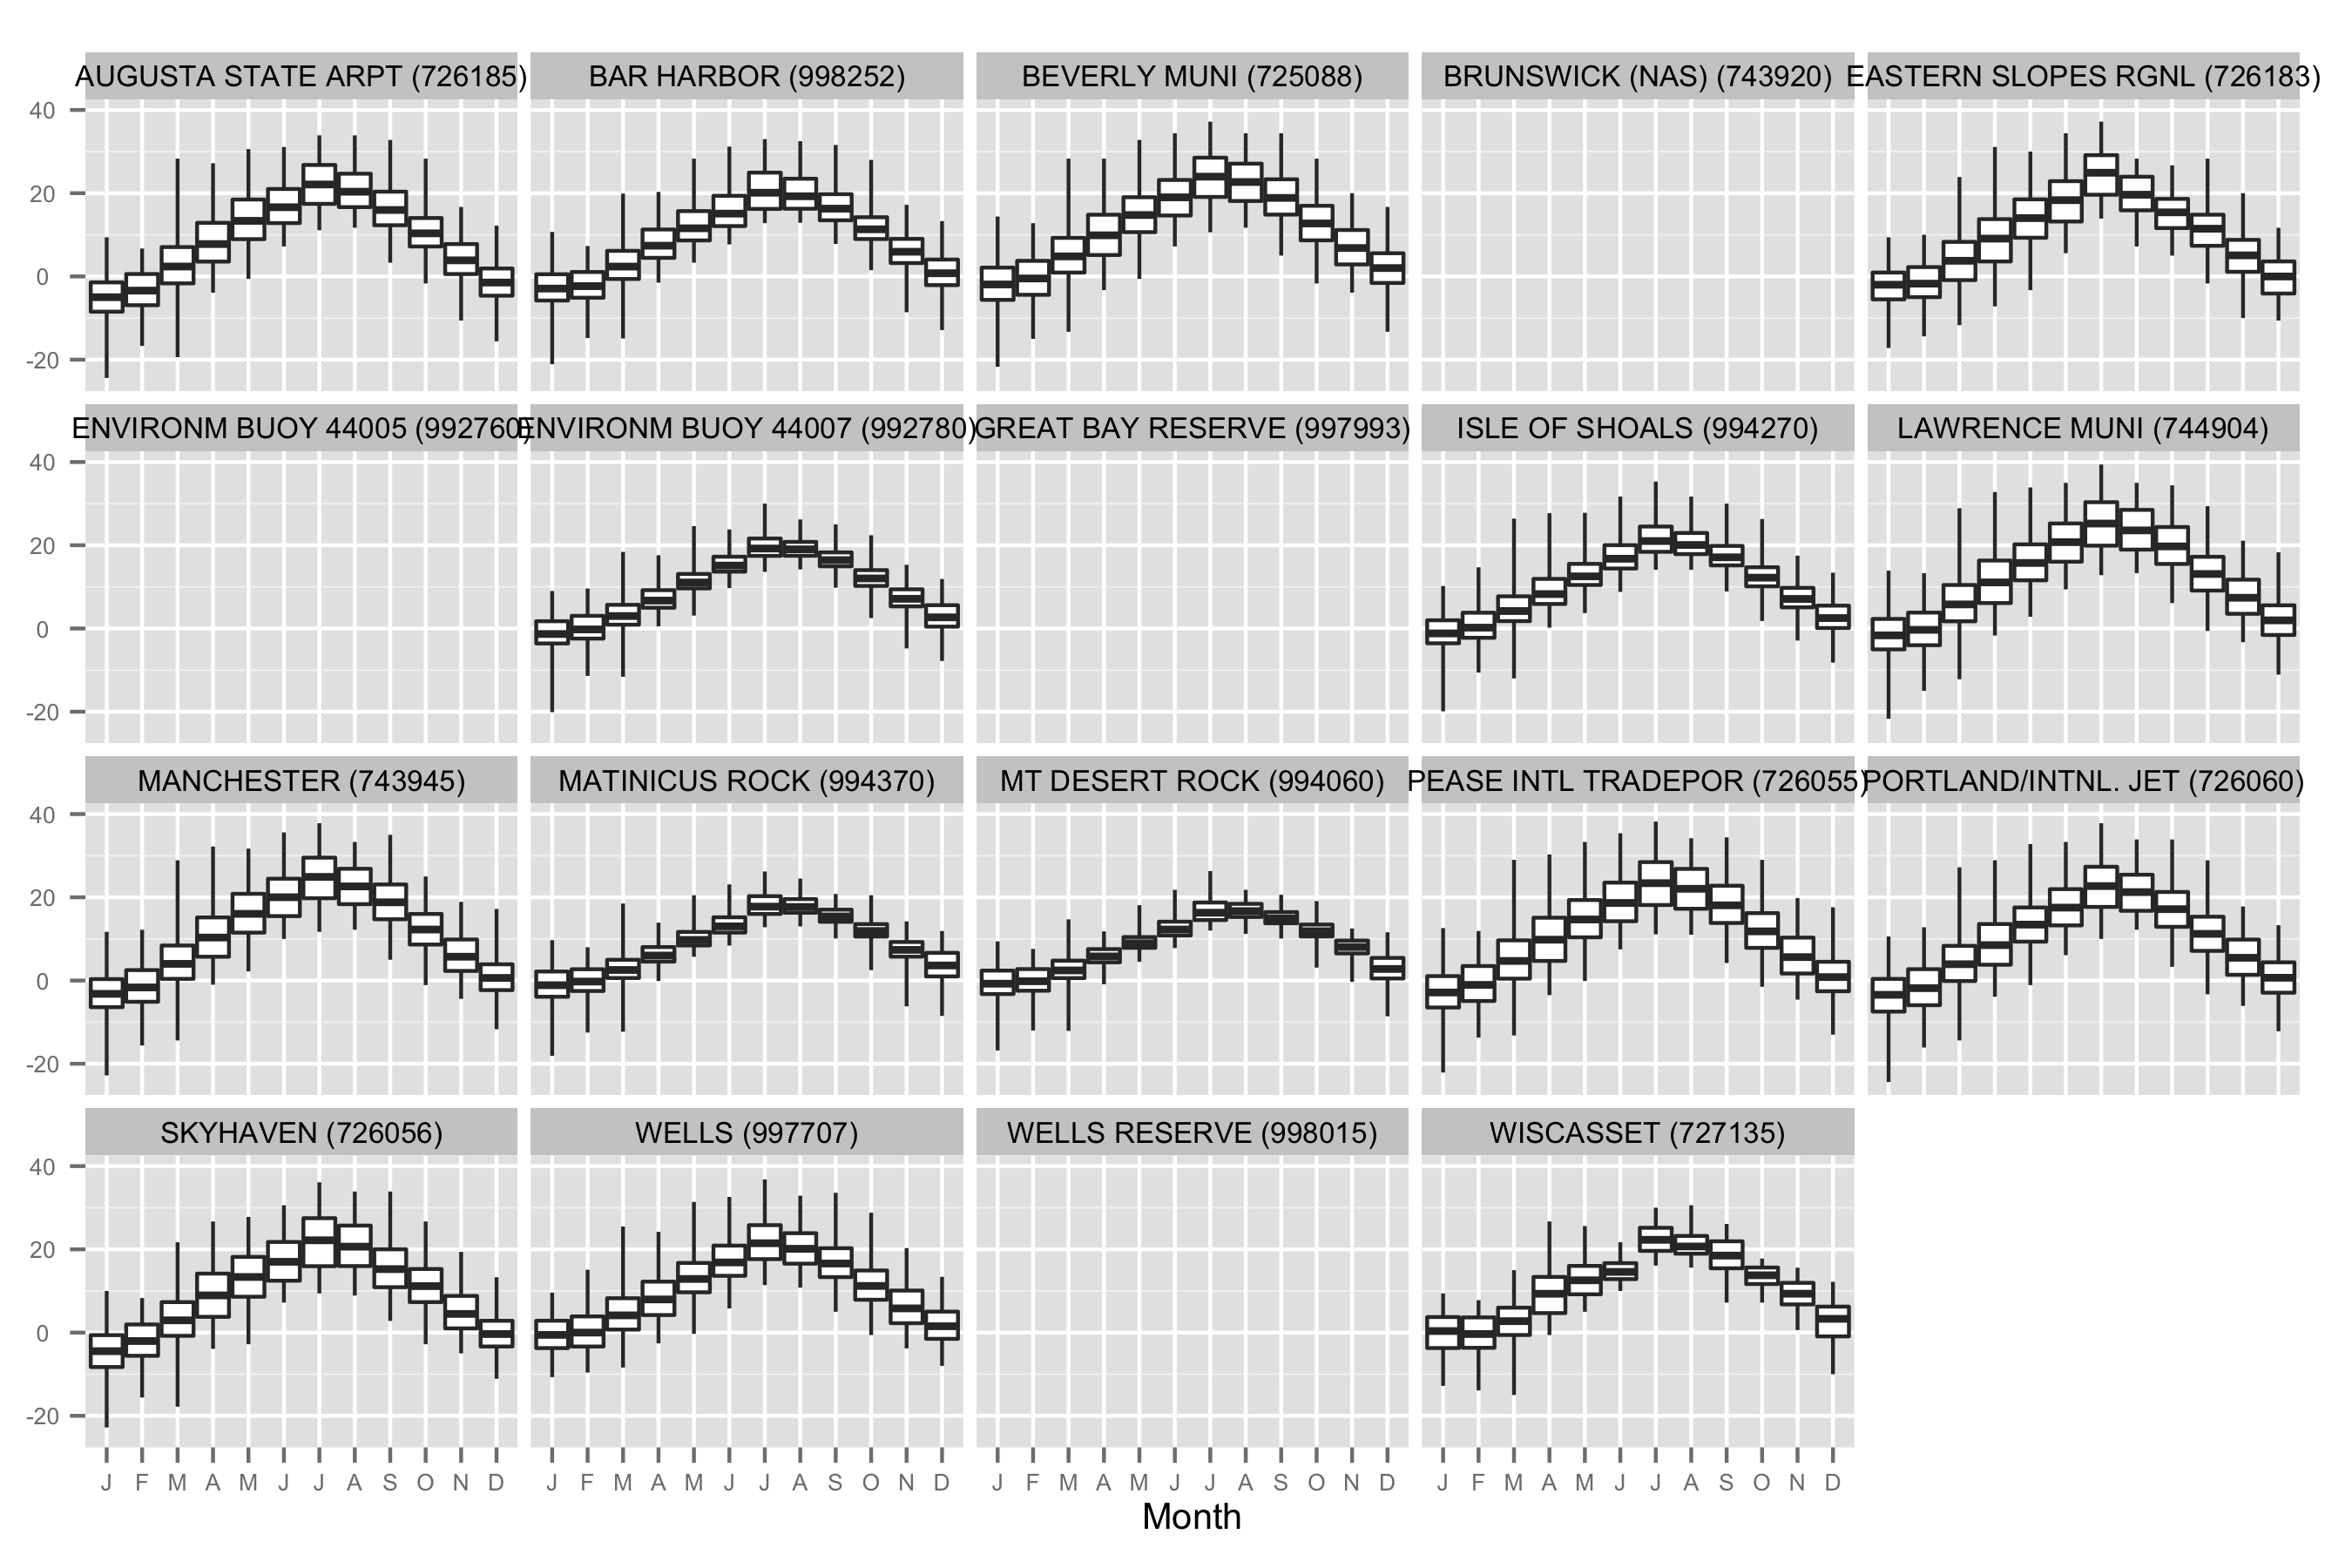 AUGUSTA STATE ARPT (726185) BAR HARBOR (998252) BEVERLY MUNI (725088) BRUNSWICK (NAS) (743920) EASTERN SLOPES RGNL (726183)
40
20
0
-20
ENVIRONM BUOY 44005 (992760) ENVIRONM BUOY 44007 (992780) GREAT BAY RESERVE (997993) ISLE OF SHOALS (994270) LAWRENCE MUNI (744904)
40
20
0
-20
MANCHESTER (743945) MATINICUS ROCK (994370) MT DESERT ROCK (994060) PEASE INTL TRADEPOR (726055) PORTLAND/INTNL. JET (726060)
40
20
0
-20
SKYHAVEN (726056) WELLS (997707) WELLS RESERVE (998015) WISCASSET (727135)
40
20
0
-20
J F M A M J J A S O N D J F M A M J J A S O N D J F M A M J J A S O N D J F M A M J J A S O N D
Month